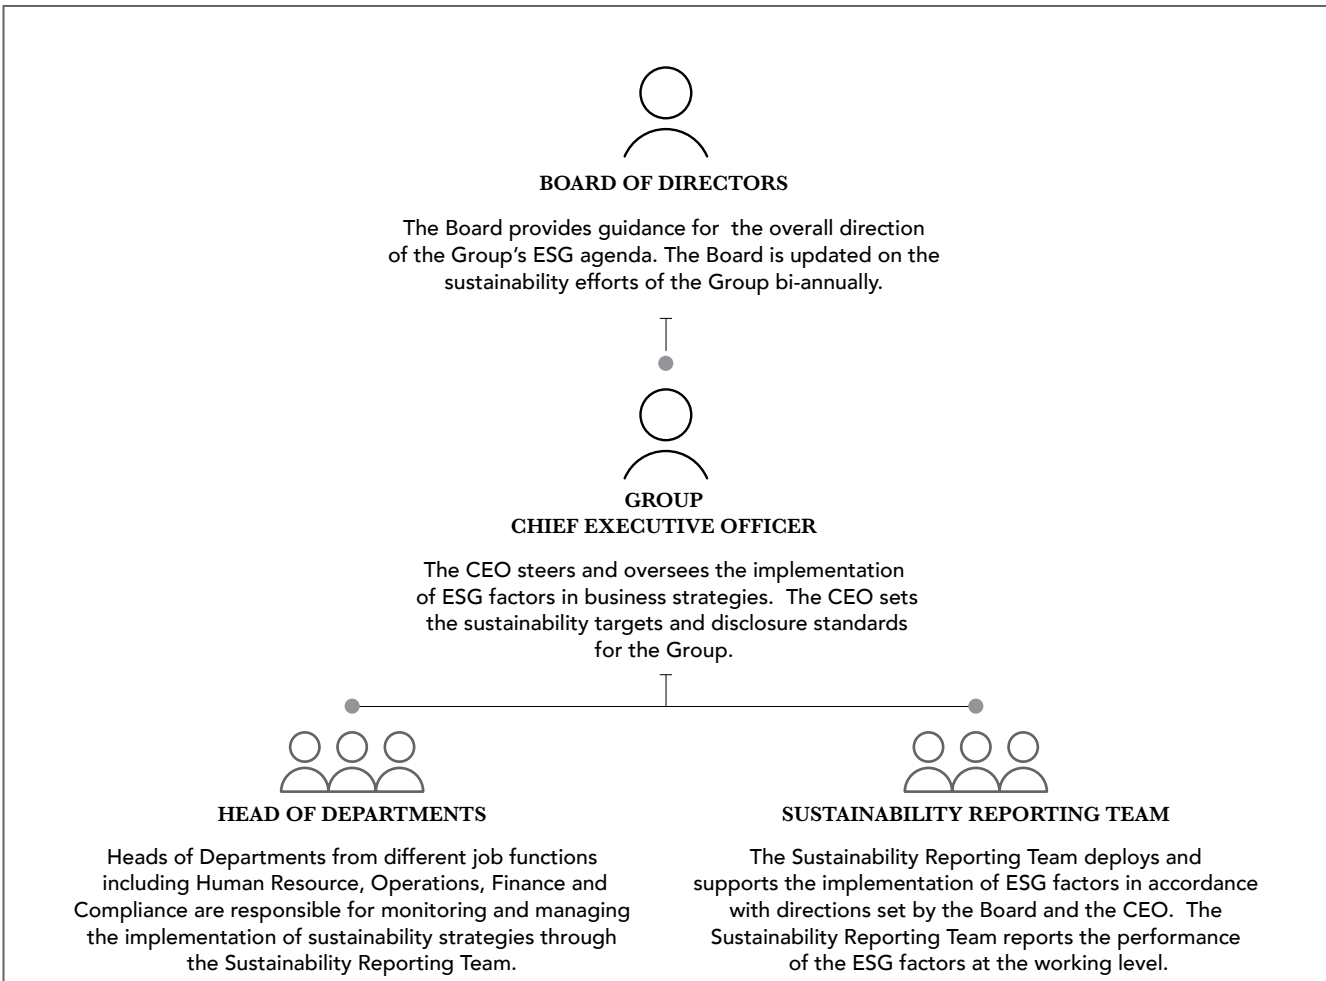 BOARD OF DIRECTORS
The Board provides guidance for  the overall direction
of the Group’s ESG agenda. The Board is updated on the
sustainability efforts of the Group bi-annually.
GROUP
CHIEF EXECUTIVE OFFICER
The CEO steers and oversees the implementation
of ESG factors in business strategies.  The CEO sets
the sustainability targets and disclosure standards
for the Group.
HEAD OF DEPARTMENTS
Heads of Departments from different job functions
including Human Resource, Operations, Finance and
Compliance are responsible for monitoring and managing
the implementation of sustainability strategies through
the Sustainability Reporting Team.
SUSTAINABILITY REPORTING TEAM
The Sustainability Reporting Team deploys and
supports the implementation of ESG factors in accordance
with directions set by the Board and the CEO.  The
Sustainability Reporting Team reports the performance
of the ESG factors at the working level.